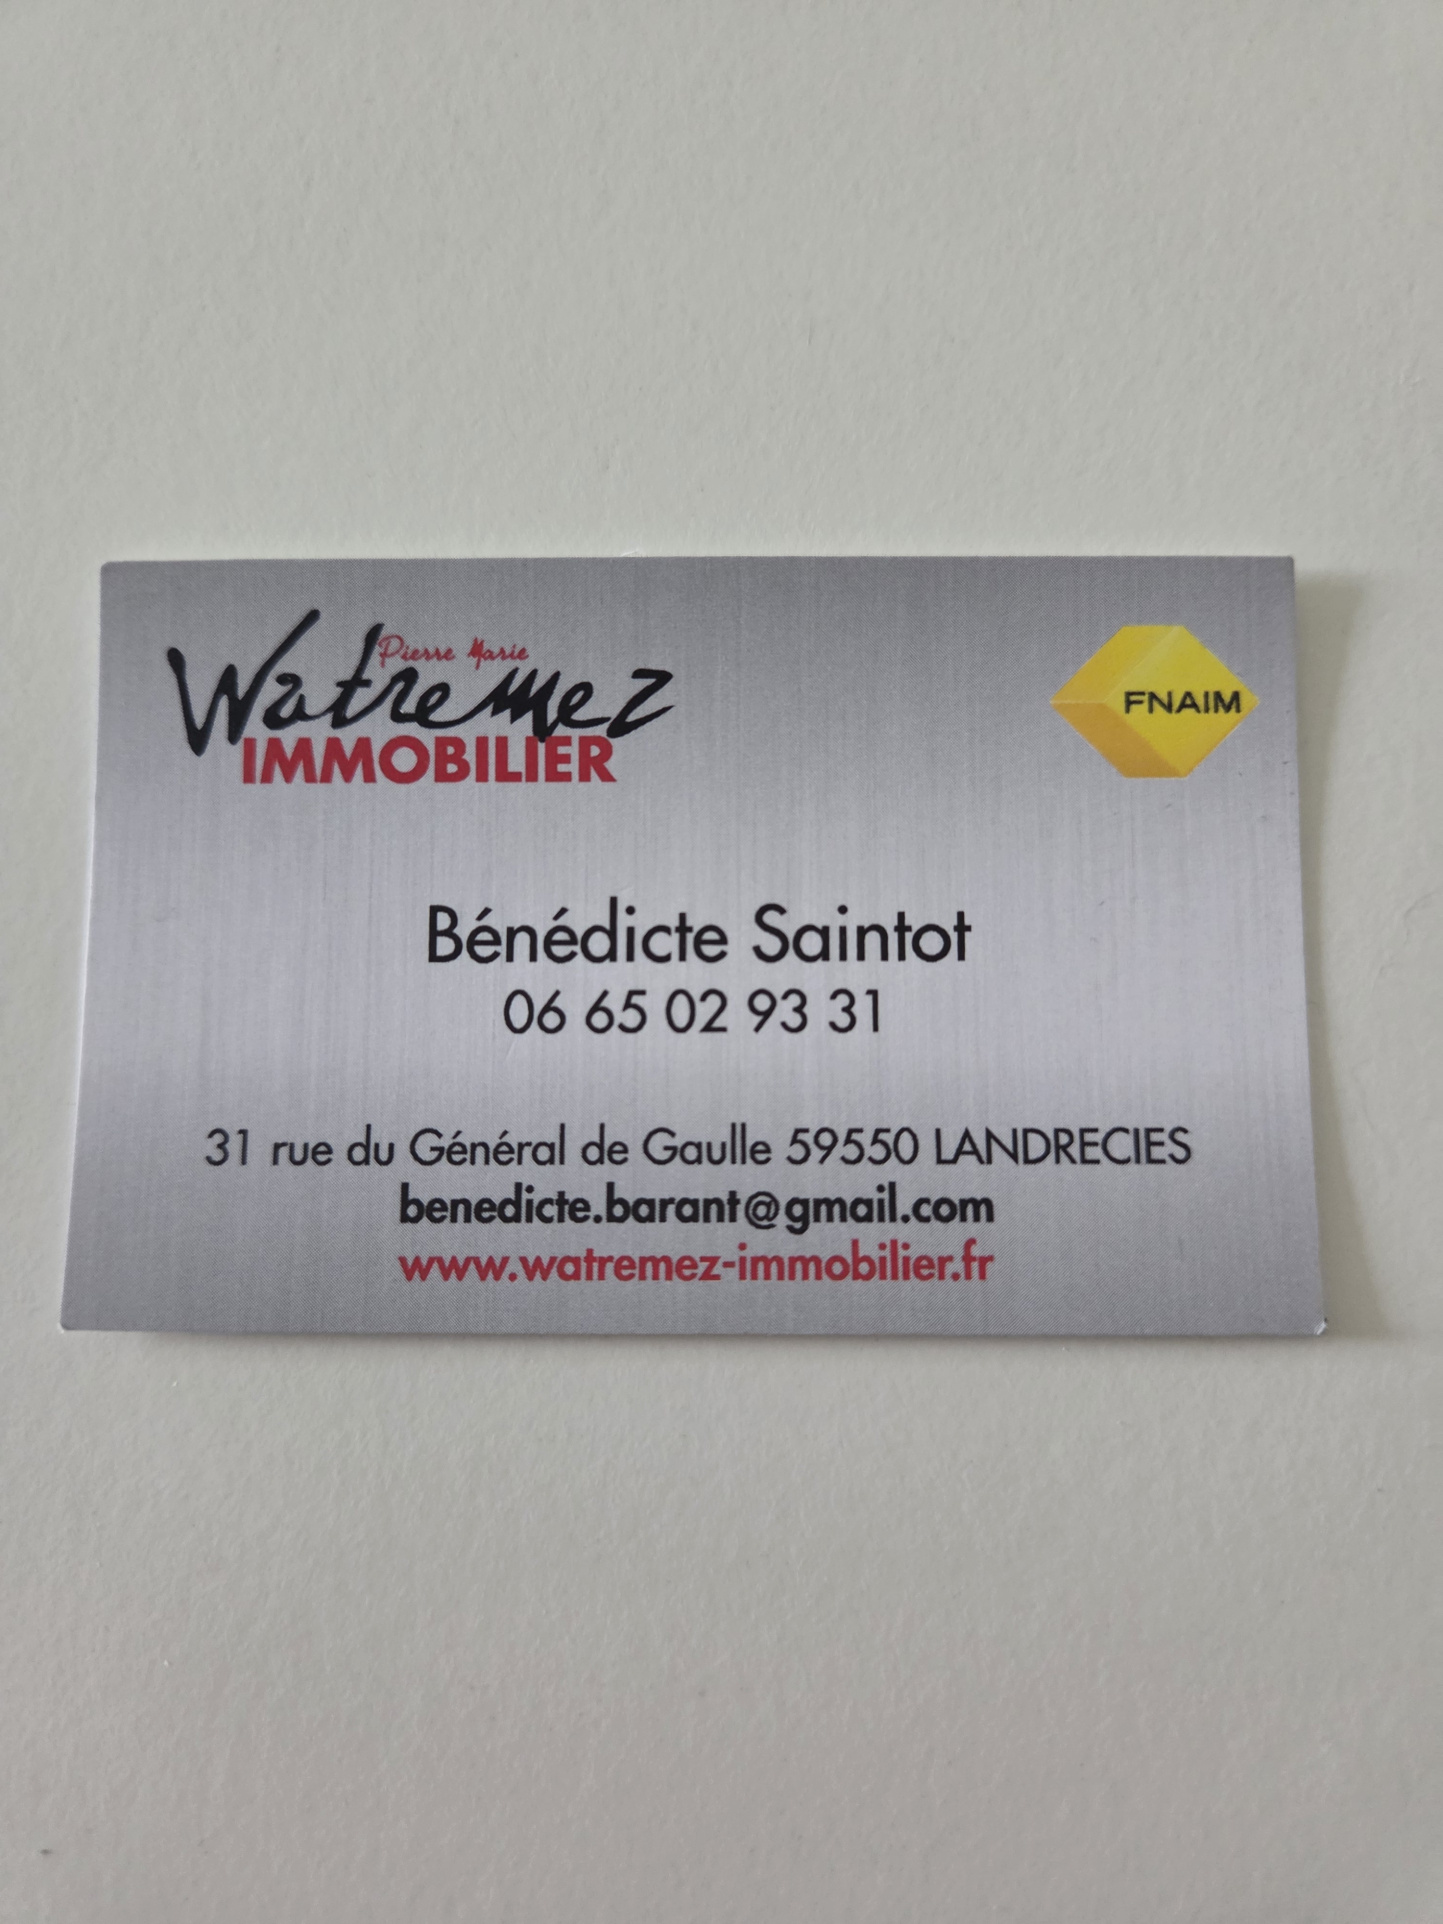 Pierre Marie
Watremez
IMMOBILIER
FNAIM
Bénédicte Saintot
06 65 02 93 31
31 rue du Général de Gaulle 59550 LANDRECIES
benedicte.barant@gmail.com
www.watremez-immobilier.fr